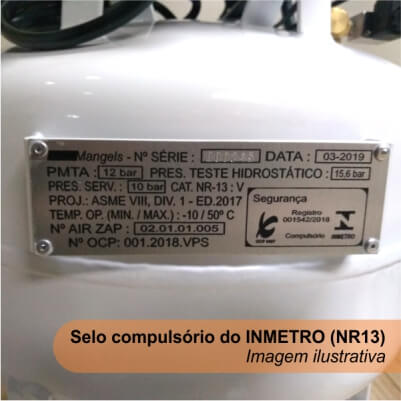 Mangels - Nº SÉRIE : DATA : 03-2019
PMTA : 12 bar PRES. TESTE HIDROSTÁTICO : 15,6 bar
PRES. SERV. : 10 bar CAT. NR-13 : V
PROJ.: ASME VIII, DIV. 1 - ED.2017
TEMP. OP. (MIN. / MAX.) : -10 / 50º C
Nº AIR ZAP : 02.01.01.005
Nº OCP: 001.2018.VPS
Segurança
Registro
001542/2018
Compulsório
INMETRO
Selo compulsório do INMETRO (NR13)
Imagem ilustrativa